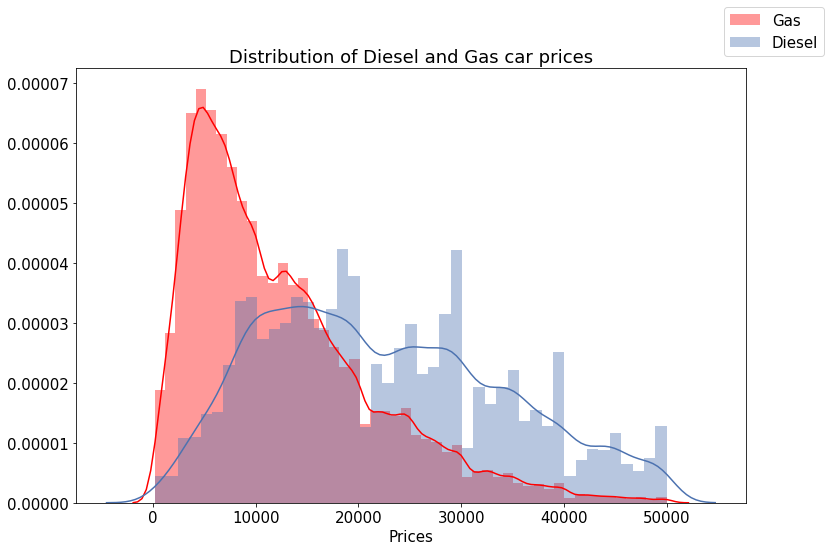 Gas
Diesel
Distribution of Diesel and Gas car prices
0.00007
0.00006
0.00005
0.00004
0.00003
0.00002
0.00001
0.00000
0 10000 20000 30000 40000 50000
Prices